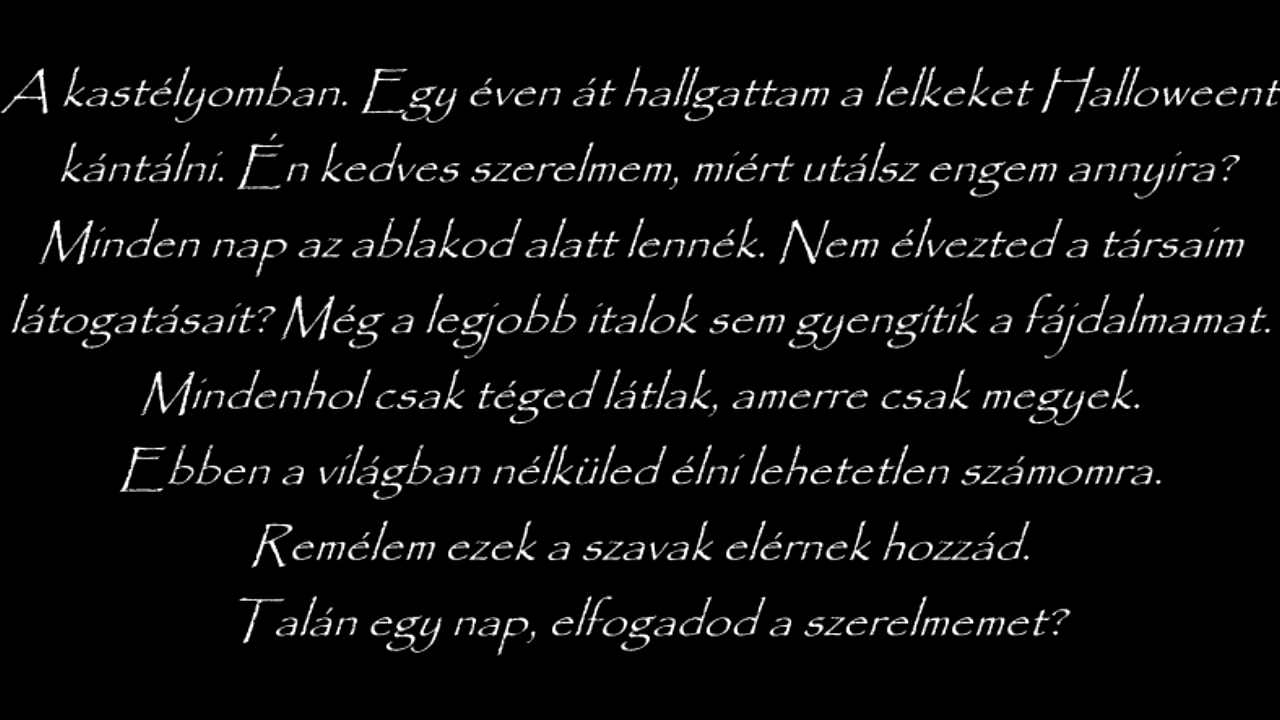 A kastélyomban. Egy éven át hallgattam a lelkeket Halloweent
kántálni. Én kedves szerelmem, miért utálsz engem annyira?
Minden nap az ablakod alatt lennék. Nem élvezted a társaim
látogatásait? Még a legjobb italok sem gyengítik a fájdalmamat.
Mindenhol csak téged látlak, amerre csak megyek.
Ebben a világban nélküled élni lehetetlen számomra.
Remélem ezek a szavak elérnek hozzád.
Talán egy nap, elfogadod a szerelmemet?